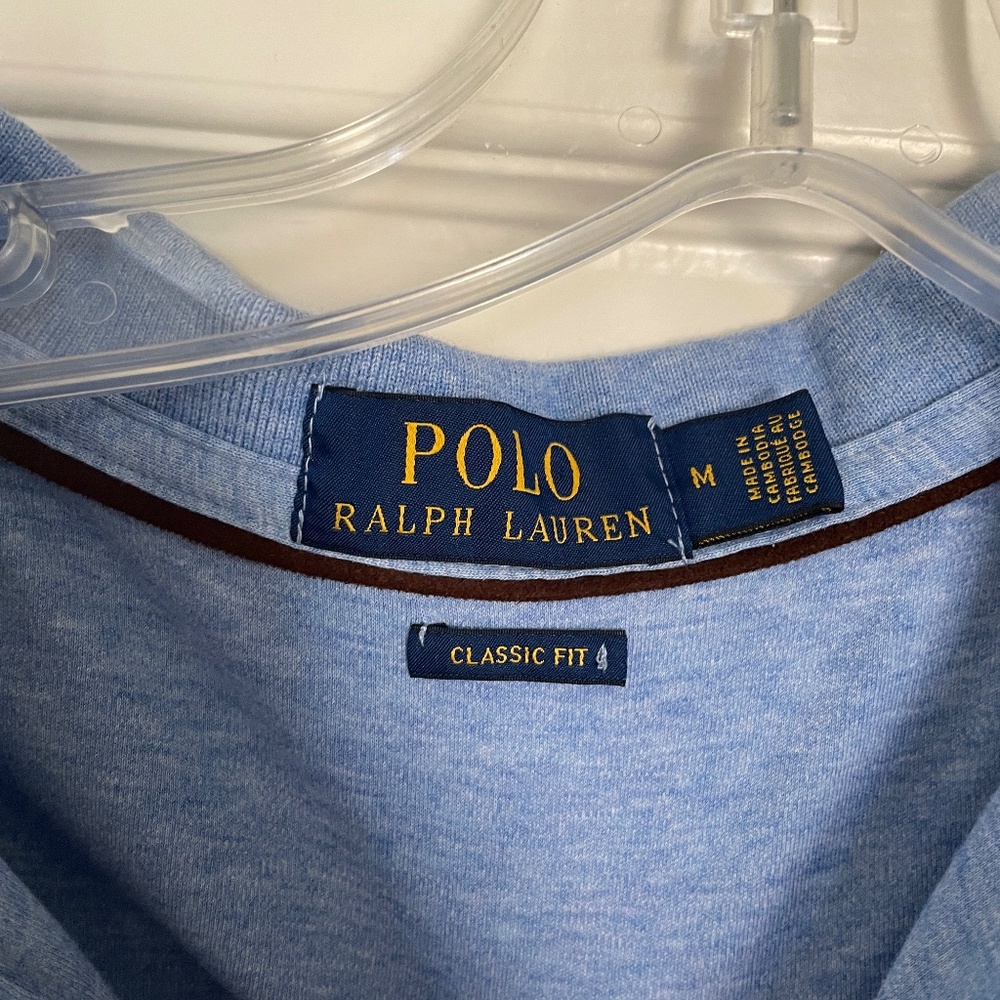 POLO
RALPH LAUREN
M
MADE IN
CAMBODIA
FABRIQUÉ AU
CAMBODGE
CLASSIC FIT